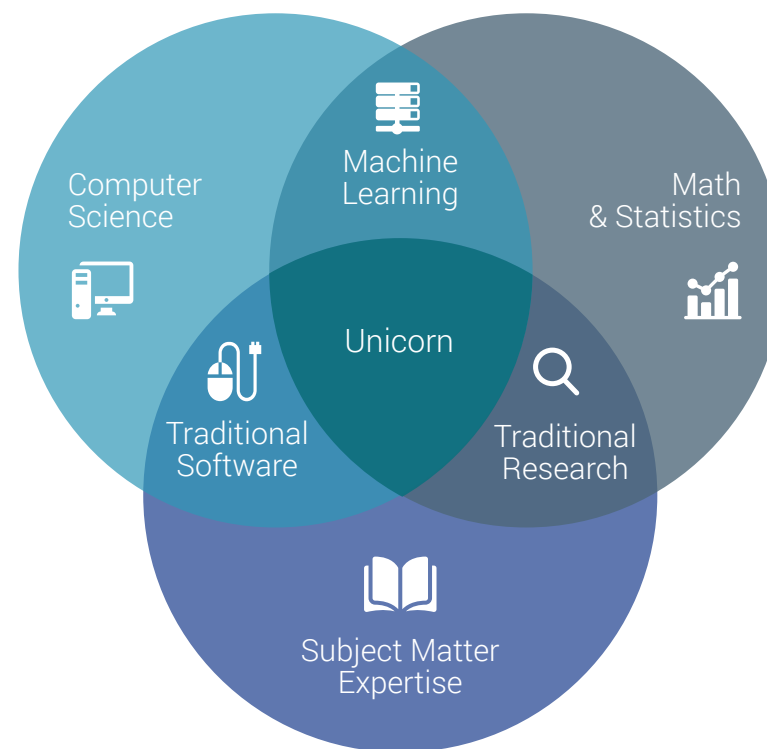 Machine
Learning
Computer
Science
Math
& Statistics
Unicorn
Traditional
Software
Traditional
Research
Subject Matter
Expertise